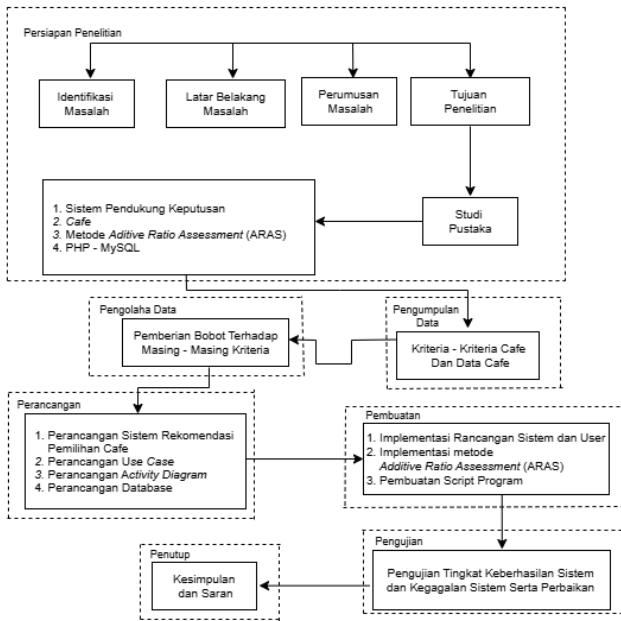 Persiapan Penelitian
Identifikasi
Masalah
Latar Belakang
Masalah
Perumusan
Masalah
Tujuan
Penelitian
Studi
Pustaka
1. Sistem Pendukung Keputusan
2. Cafe
3. Metode Aditive Ratio Assessment (ARAS)
4. PHP - MySQL
Pengumpulan
Data
Kriteria - Kriteria Cafe
Dan Data Cafe
Pengolaha Data
Pemberian Bobot Terhadap
Masing - Masing Kriteria
Perancangan
1. Perancangan Sistem Rekomendasi
Pemilihan Cafe
2. Perancangan Use Case
3. Perancangan Activity Diagram
4. Perancangan Database
Pembuatan
1. Implementasi Rancangan Sistem dan User
2. Implementasi metode
Additive Ratio Assessment (ARAS)
3. Pembuatan Script Program
Pengujian
Pengujian Tingkat Keberhasilan Sistem
dan Kegagalan Sistem Serta Perbaikan
Penutup
Kesimpulan
dan Saran